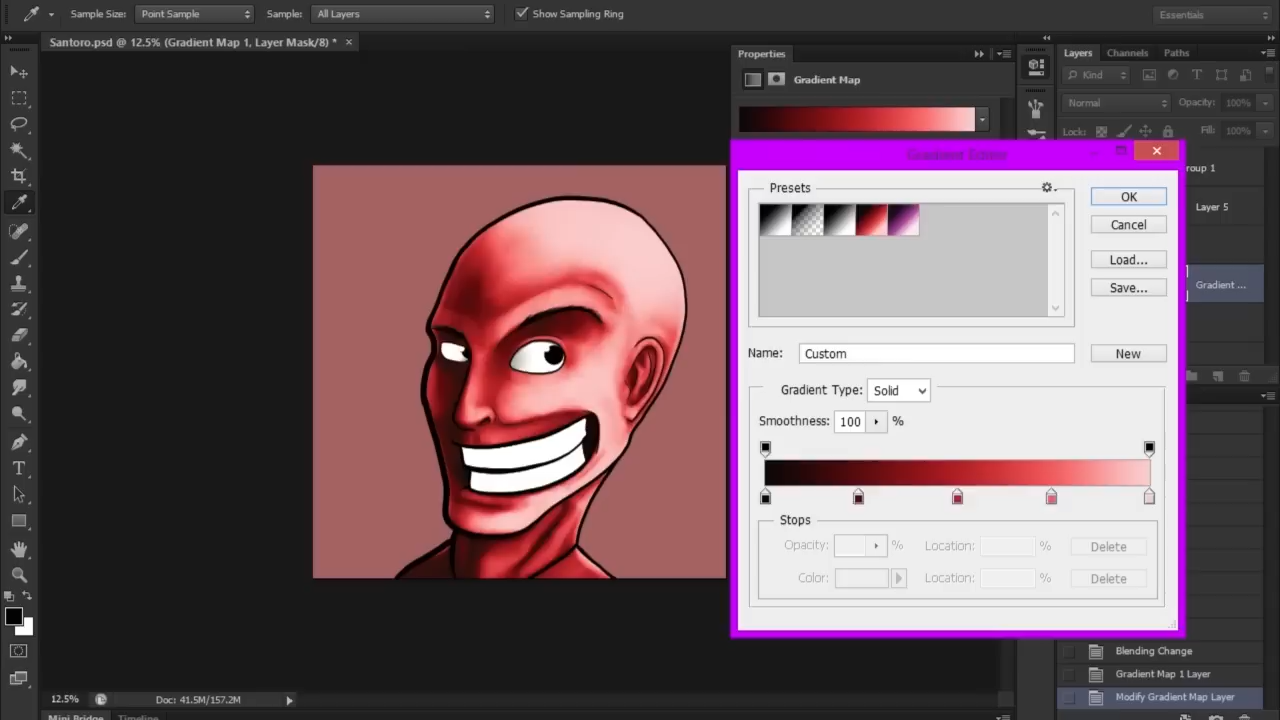 Sample Size: Point Sample Sample: All Layers Show Sampling Ring Essentials
Santoro.psd @ 12.5% (Gradient Map 1, Layer Mask/8) * ×
Properties
Gradient Map
Layers Channels Paths
Kind
Normal Opacity: 100%
Lock: Fill: 100%
roup 1
Layer 5
Gradient ...
Gradient Editor
Presets
OK
Cancel
Load...
Save...
Name: Custom New
Gradient Type: Solid
Smoothness: 100 %
Stops
Opacity: % Location: % Delete
Color: Location: % Delete
Blending Change
Gradient Map 1 Layer
Modify Gradient Map Layer
12.5% Doc: 41.5M/157.2M
Mini Bridge Timeline